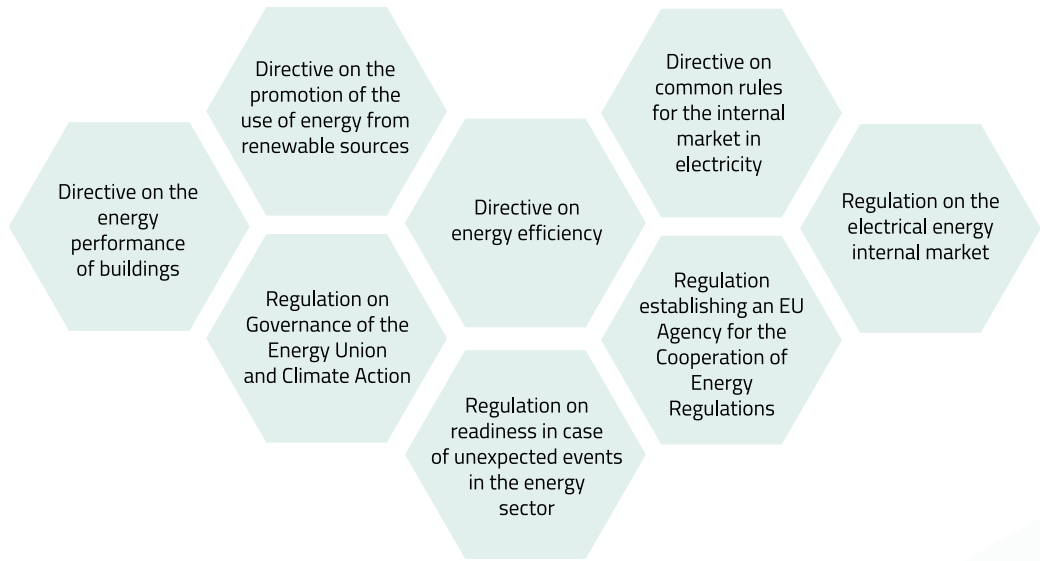 Directive on the
energy
performance
of buildings
Directive on the
promotion of the
use of energy from
renewable sources
Regulation on
Governance of the
Energy Union
and Climate Action
Directive on
energy efficiency
Regulation on
readiness in case
of unexpected events
in the energy
sector
Directive on
common rules
for the internal
market in
electricity
Regulation
establishing an EU
Agency for the
Cooperation of
Energy
Regulations
Regulation on the
electrical energy
internal market